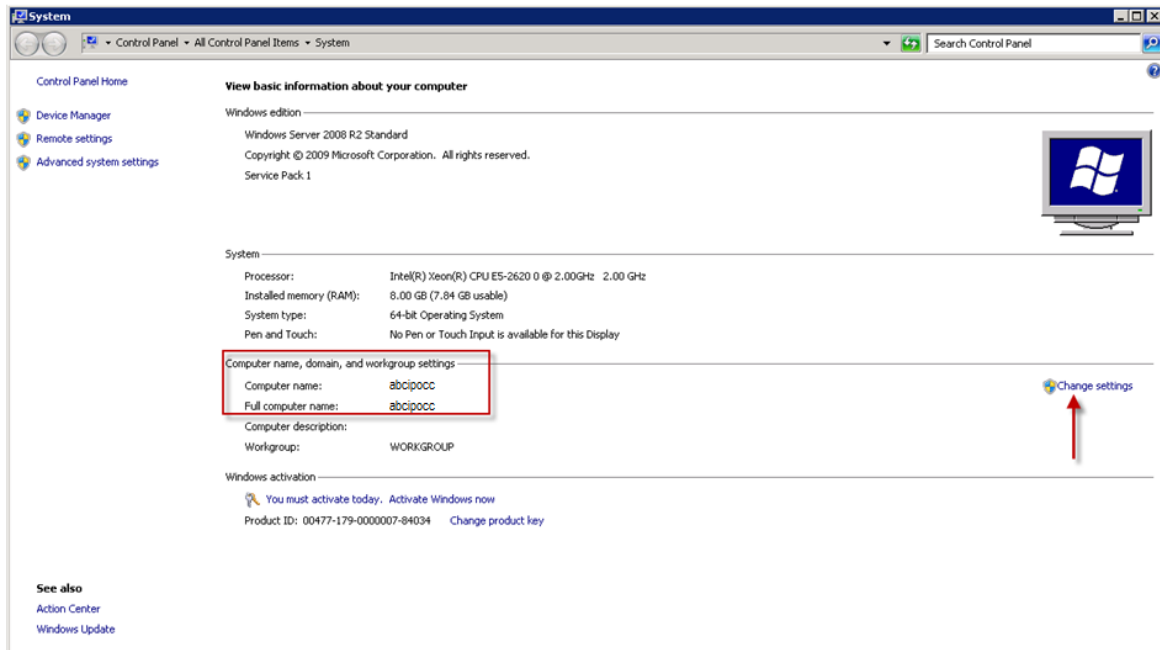 System
Control Panel All Control Panel Items System
Search Control Panel
Control Panel Home
Device Manager
Remote settings
Advanced system settings
View basic information about your computer
Windows edition
Windows Server 2008 R2 Standard
Copyright © 2009 Microsoft Corporation. All rights reserved.
Service Pack 1
System
Processor: Intel(R) Xeon(R) CPU E5-2620 0 @ 2.00GHz 2.00 GHz
Installed memory (RAM): 8.00 GB (7.84 GB usable)
System type: 64-bit Operating System
Pen and Touch: No Pen or Touch Input is available for this Display
Computer name, domain, and workgroup settings
Computer name: abcipocc
Change settings
Full computer name: abcipocc
Computer description:
Workgroup: WORKGROUP
Windows activation
You must activate today. Activate Windows now
Product ID: 00477-179-0000007-84034 Change product key
See also
Action Center
Windows Update